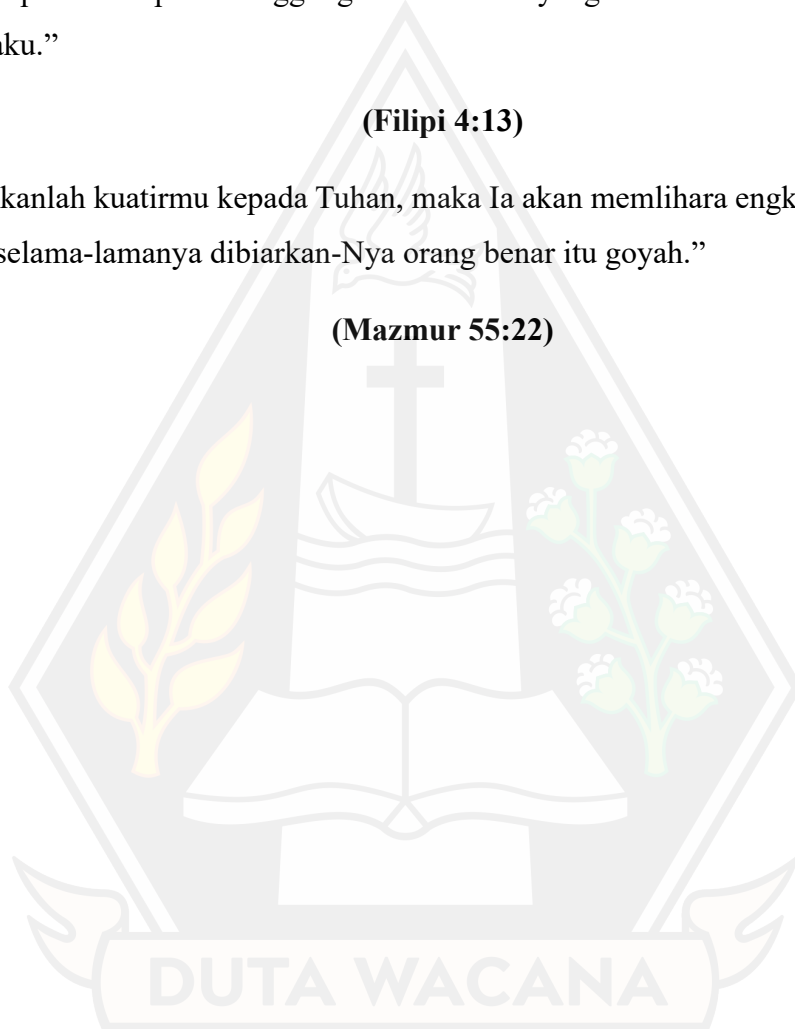 aku.”
(Filipi 4:13)
kanlah kuatirmu kepada Tuhan, maka Ia akan memlihara engk
selama-lamanya dibiarkan-Nya orang benar itu goyah.”
(Mazmur 55:22)
DUTA WACANA